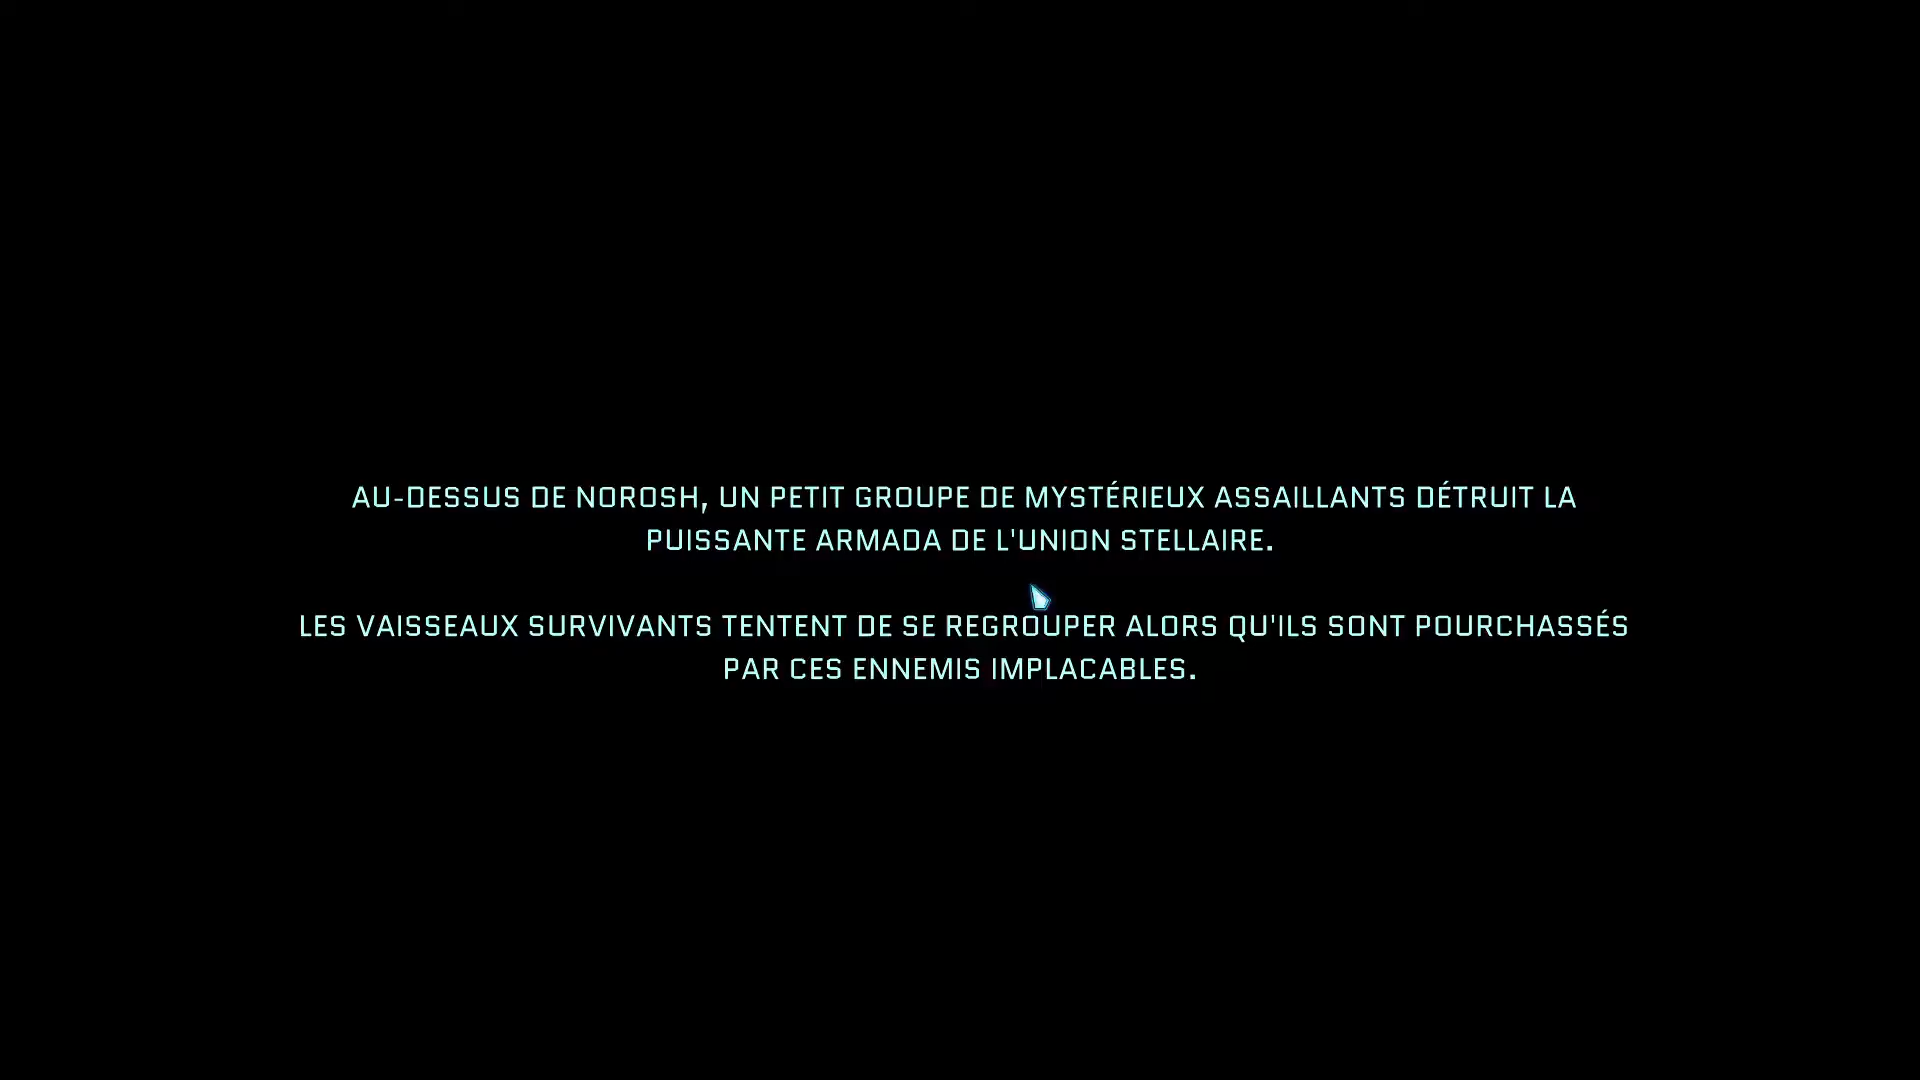 AU-DESSUS DE NOROSH, UN PETIT GROUPE DE MYSTÉRIEUX ASSAILLANTS DÉTRUIT LA
PUISSANTE ARMADA DE L'UNION STELLAIRE.
LES VAISSEAUX SURVIVANTS TENTENT DE SE REGROUPER ALORS QU'ILS SONT POURCHASSÉS
PAR CES ENNEMIS IMPLACABLES.